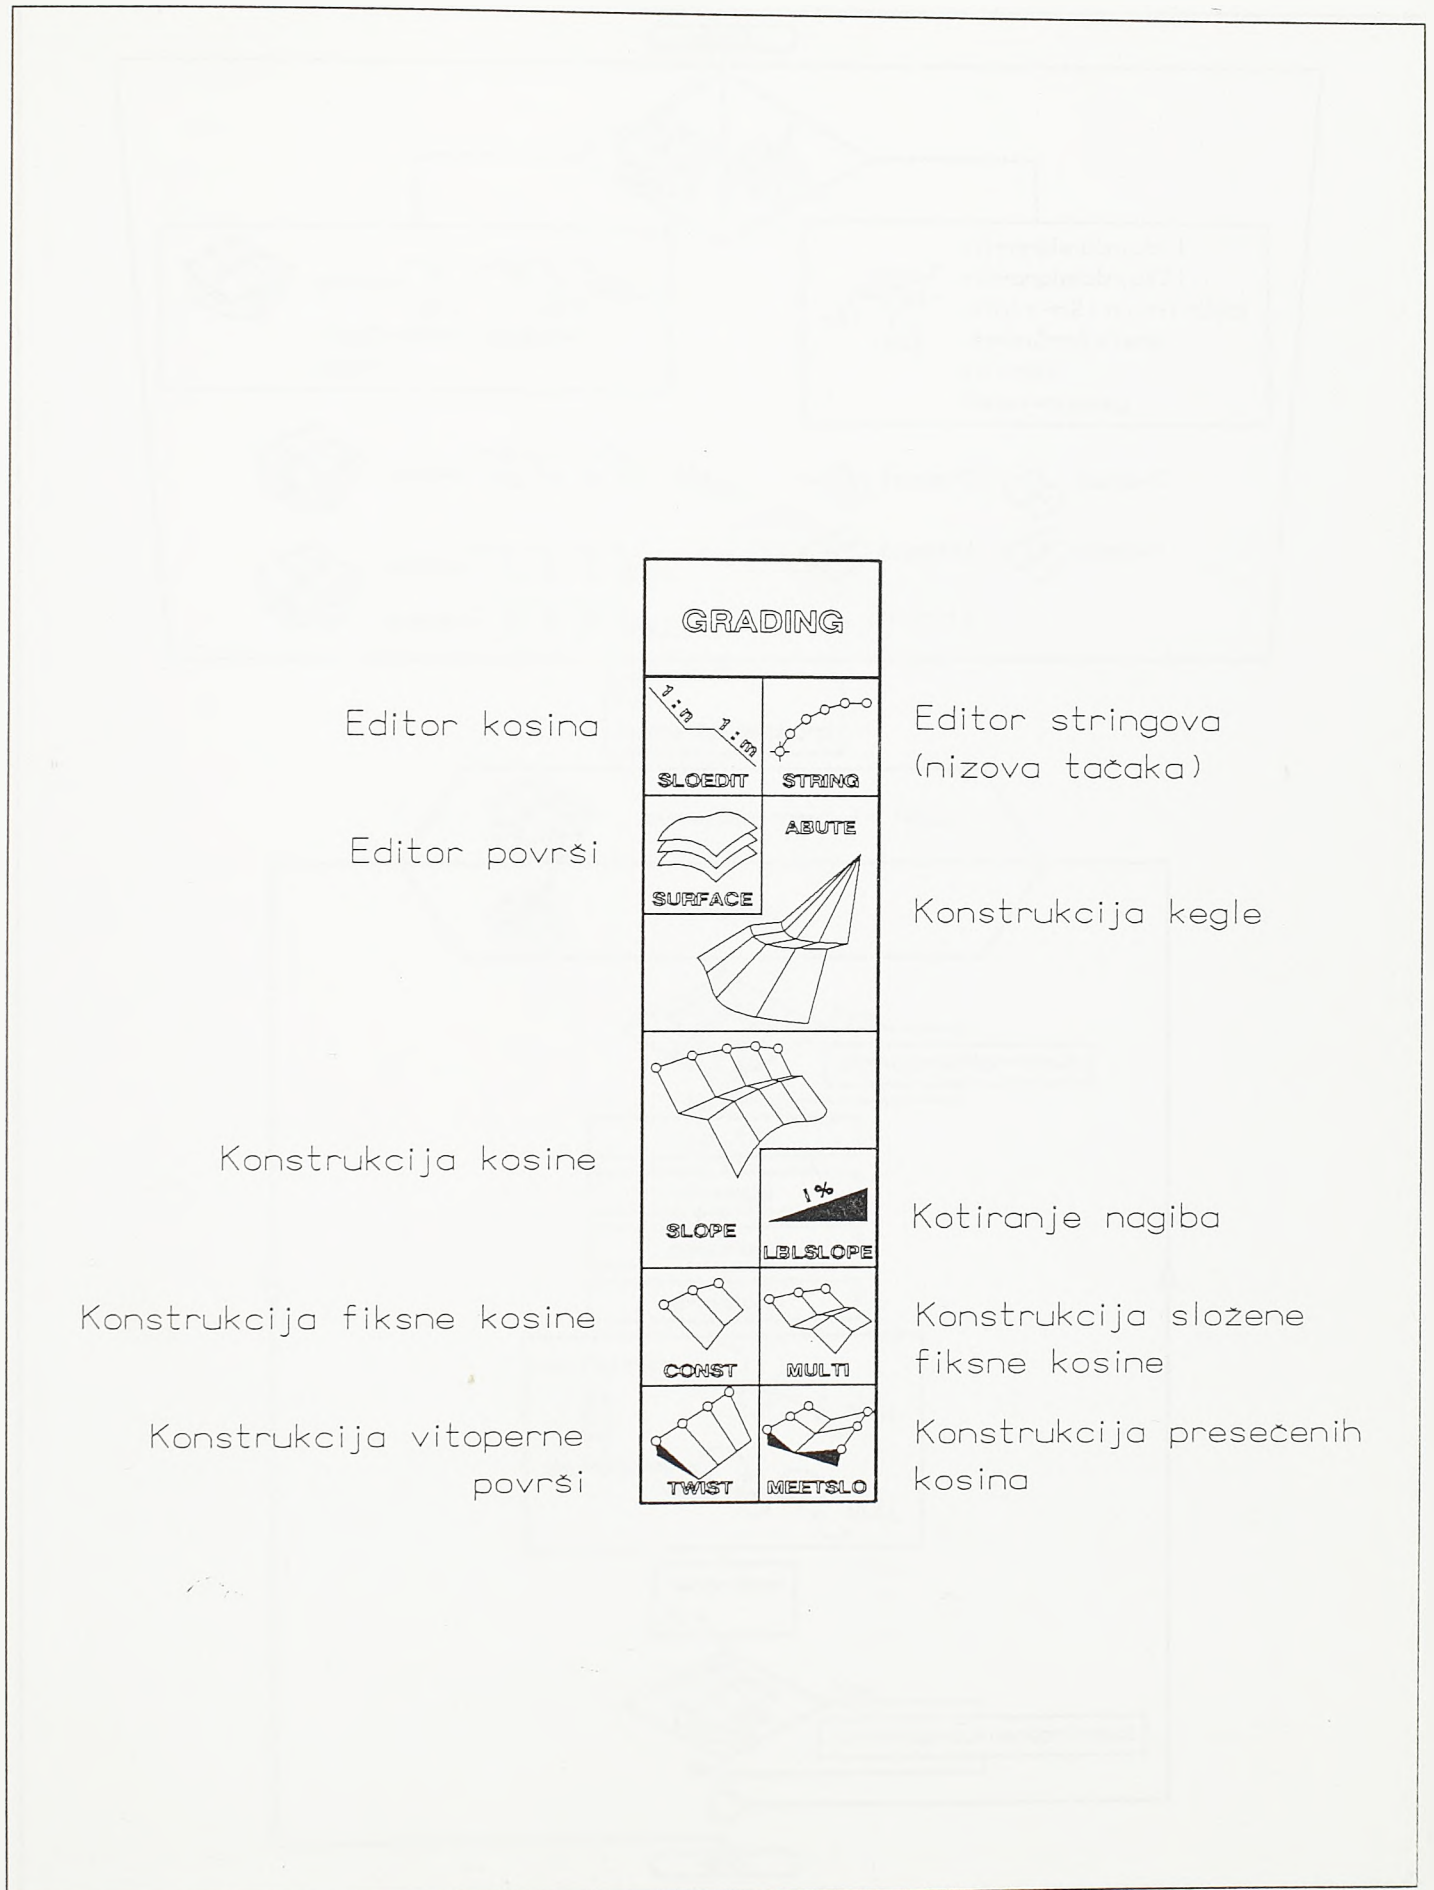 GRADING
Editor kosina
1:n 1:m
SLOEDIT
STRING
Editor stringova
(nizova tačaka)
Editor površi
SURFACE
ABUTE
Konstrukcija kegle
Konstrukcija kosine
SLOPE
1%
LBLSLOPE
Kotiranje nagiba
Konstrukcija fiksne kosine
CONST
MULTI
Konstrukcija složene
fiksne kosine
Konstrukcija vitoperne
površi
TWIST
MEETSLO
Konstrukcija presečenih
kosina